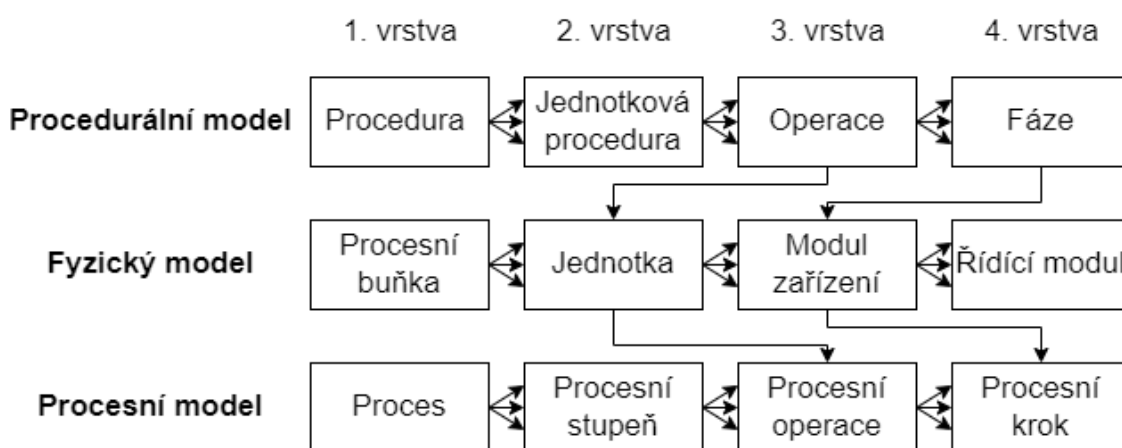 1. vrstva 2. vrstva 3. vrstva 4. vrstva
Procedurální model
Procedura
Jednotková
procedura
Operace
Fáze
Fyzický model
Procesní
buňka
Jednotka
Modul
zařízení
Řídící modul
Procesní model
Proces
Procesní
stupeň
Procesní
operace
Procesní
krok